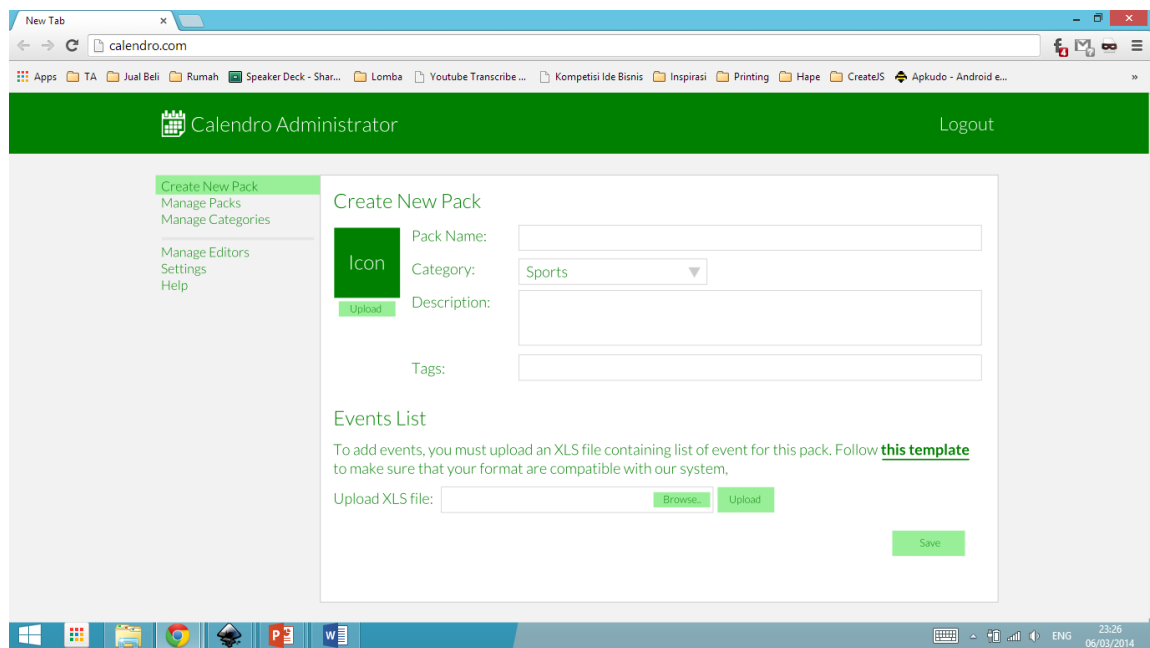 New Tab
calendro.com
Apps TA Jual Beli Rumah Speaker Deck - Shar... Lomba Youtube Transcribe ... Kompetisi Ide Bisnis Inspirasi Printing Hape CreateJS Apkudo - Android e... »
Calendro Administrator Logout
Create New Pack
Manage Packs
Manage Categories
Manage Editors
Settings
Help
Create New Pack
Icon
Upload
Pack Name:
Category: Sports
Description:
Tags:
Events List
To add events, you must upload an XLS file containing list of event for this pack. Follow this template
to make sure that your format are compatible with our system,
Upload XLS file: Browse.. Upload
Save
ENG 23:26
06/03/2014